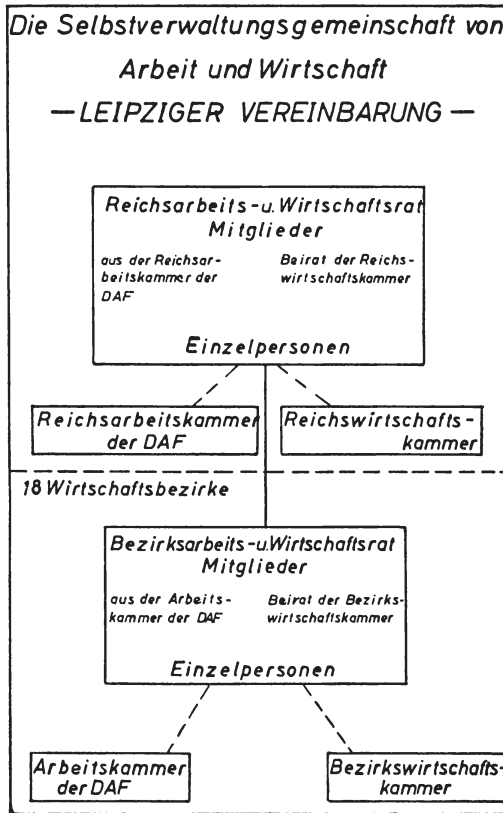 Die Selbstverwaltungsgemeinschaft von
Arbeit und Wirtschaft
— LEIPZIGER VEREINBARUNG —
Reichsarbeits-u. Wirtschaftsrat
Mitglieder
aus der Reichsar-
beitskammer der
DAF
Beirat der Reichs-
wirtschaftskammer
Einzelpersonen
Reichsarbeitskammer
der DAF
Reichswirtschafts-
kammer
18 Wirtschaftsbezirke
Bezirksarbeits-u. Wirtschaftsrat
Mitglieder
aus der Arbeits-
kammer der DAF
Beirat der Bezirks-
wirtschaftskammer
Einzelpersonen
Arbeitskammer
der DAF
Bezirkswirtschafts-
kammer